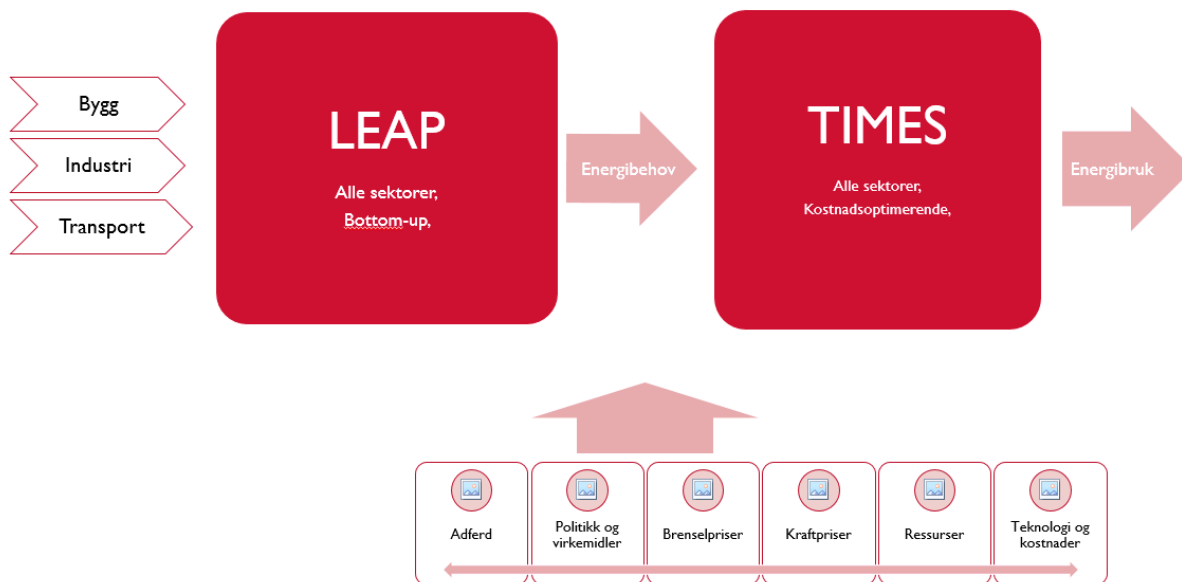 Bygg
Industri
Transport
LEAP
Alle sektorer,
Bottom-up,
Energibehov
TIMES
Alle sektorer,
Kostnadsoptimerende,
Energibruk
Adferd
Politikk og
virkemidler
Brenselpriser
Kraftpriser
Ressurser
Teknologi og
kostnader